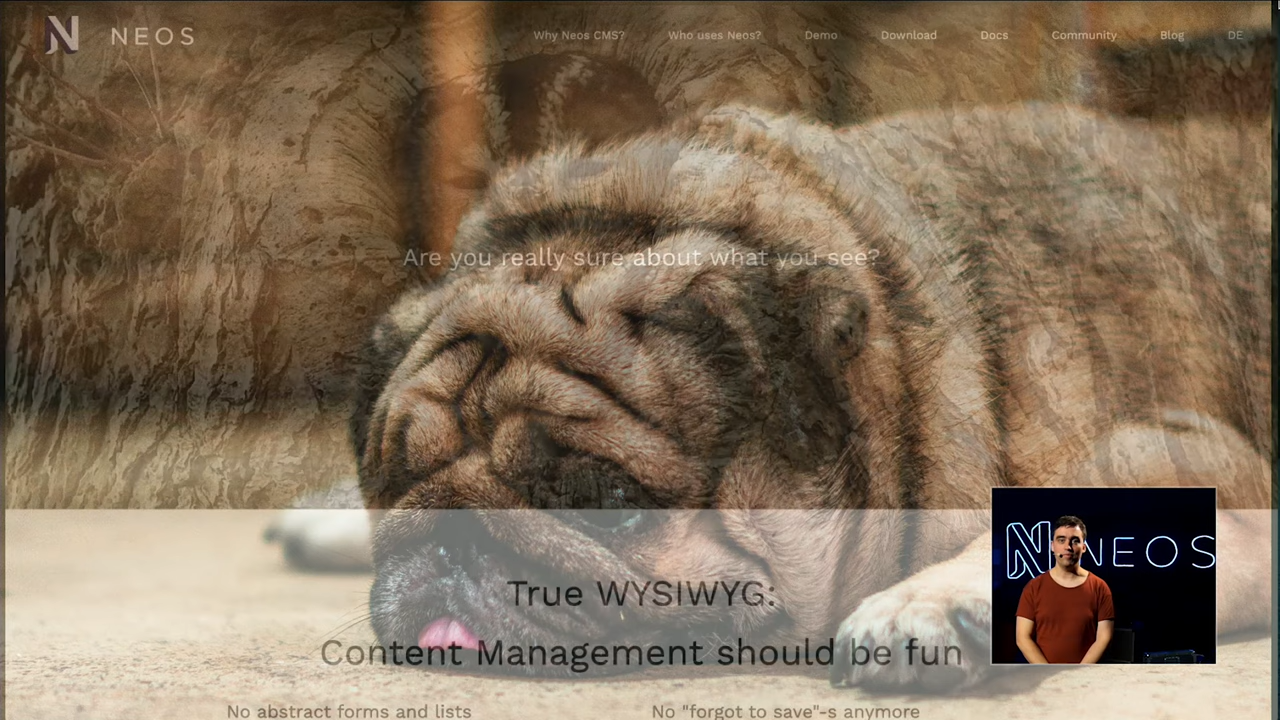 NEOS
Why Neos CMS? Who uses Neos? Demo Download Docs Community Blog DE
Are you really sure about what you see?
NEOS
True WYSIWYG:
Content Management should be fun
No abstract forms and lists No "forgot to save"-s anymore